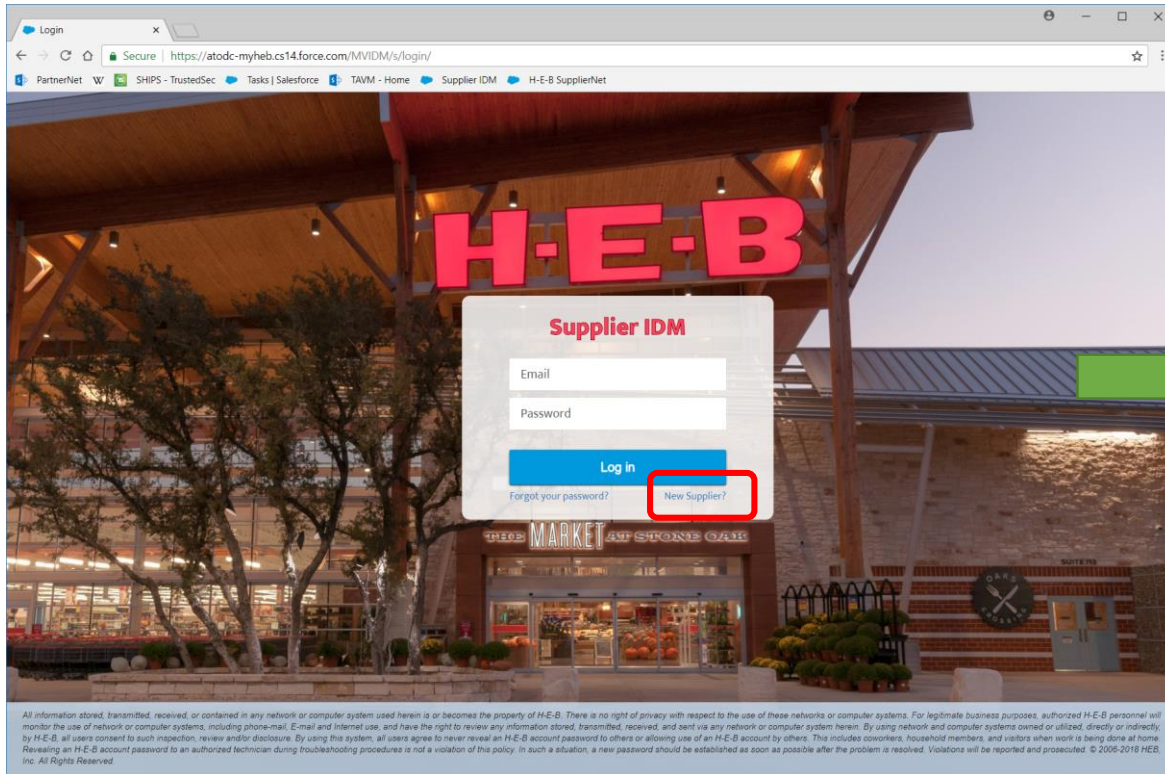 Login
Secure | https://atodc-myheb.cs14.force.com/MVIDM/s/login/
PartnerNet W SHIPS - TrustedSec Tasks | Salesforce TAVM - Home Supplier IDM H-E-B SupplierNet
H-E-B
Supplier IDM
Email
Password
Log in
Forgot your password? New Supplier?
THE MARKET AT STONE OAK
OAKS CROSSING
All information stored, transmitted, received, or contained in any network or computer system used herein is or becomes the property of H-E-B. There is no right of privacy with respect to the use of these networks or computer systems. For legitimate business purposes, authorized H-E-B personnel will
monitor the use of network or computer systems, including phone-mail, E-mail and Internet use, and have the right to review any information stored, transmitted, received, and sent via any network or computer system herein. By using network and computer systems owned or utilized, directly or indirectly,
by H-E-B, all users consent to such inspection, review and/or disclosure. By using this system, all users agree to never reveal an H-E-B account password to others or allowing use of an H-E-B account by others. This includes coworkers, household members, and visitors when work is being done at home.
Revealing an H-E-B account password to an authorized technician during troubleshooting procedures is not a violation of this policy. In such a situation, a new password should be established as soon as possible after the problem is resolved. Violations will be reported and prosecuted. © 2006-2018 HEB,
Inc. All Rights Reserved